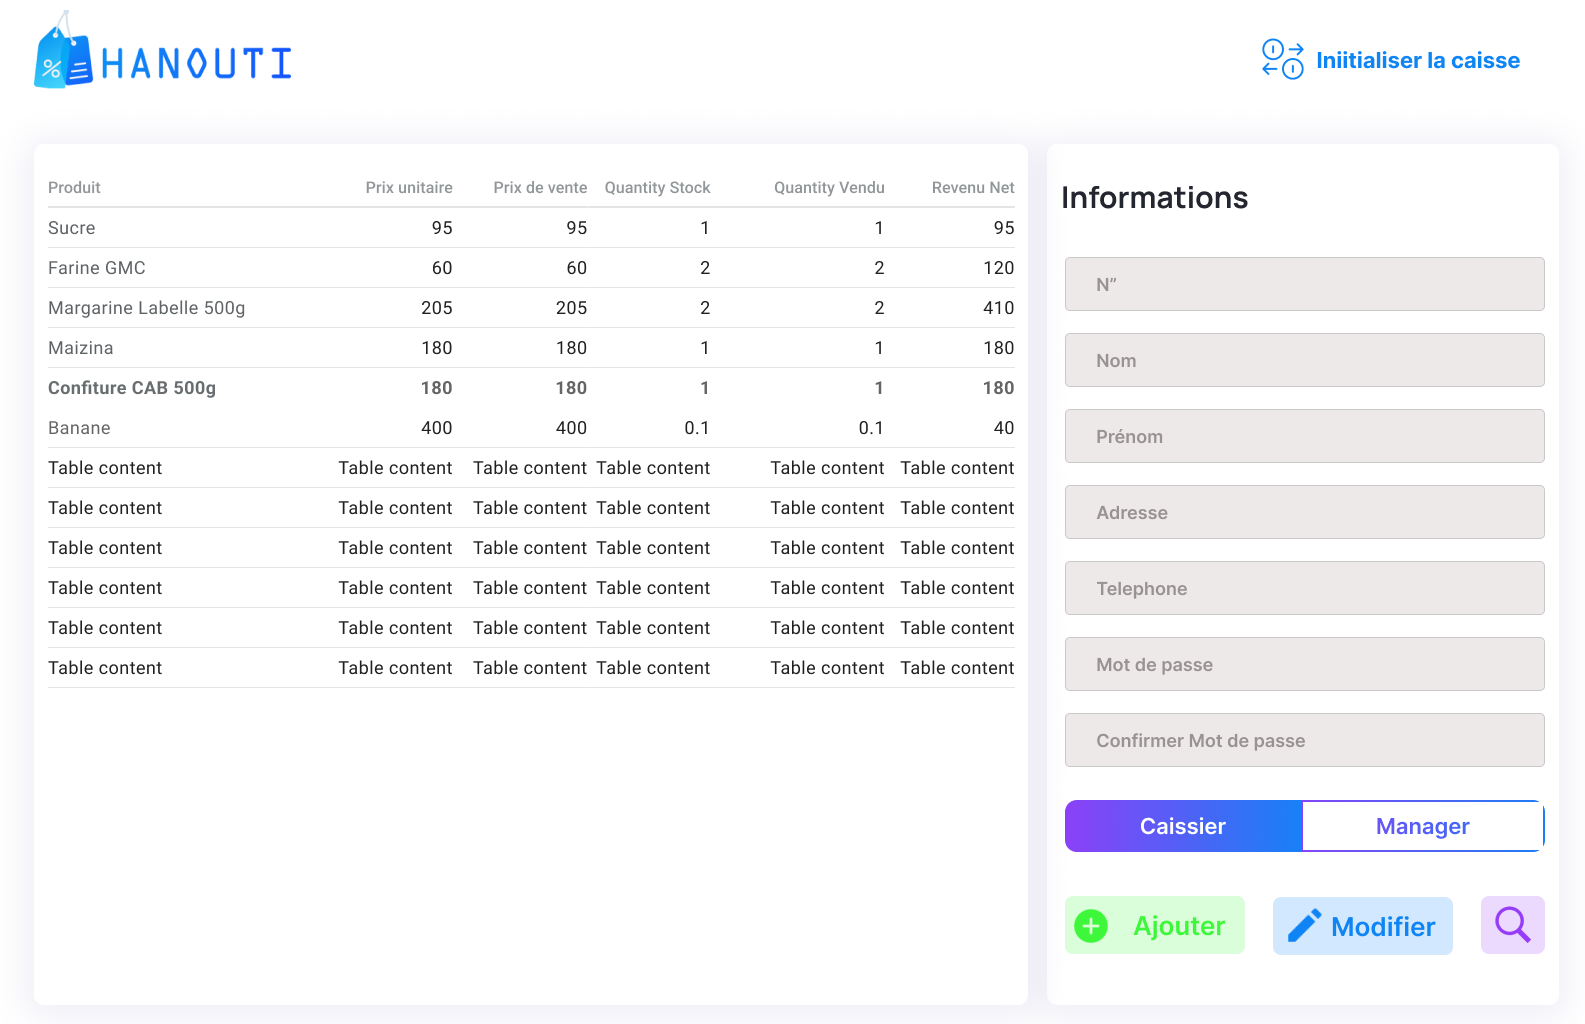 HANOUTI
Iniitialiser la caisse
Produit Prix unitaire Prix de vente Quantity Stock Quantity Vendu Revenu Net
Sucre 95 95 1 1 95
Farine GMC 60 60 2 2 120
Margarine Labelle 500g 205 205 2 2 410
Maizina 180 180 1 1 180
Confiture CAB 500g 180 180 1 1 180
Banane 400 400 0.1 0.1 40
Table content Table content Table content Table content Table content Table content
Table content Table content Table content Table content Table content Table content
Table content Table content Table content Table content Table content Table content
Table content Table content Table content Table content Table content Table content
Table content Table content Table content Table content Table content Table content
Table content Table content Table content Table content Table content Table content
Informations
N”
Nom
Prénom
Adresse
Telephone
Mot de passe
Confirmer Mot de passe
Caissier Manager
Ajouter Modifier